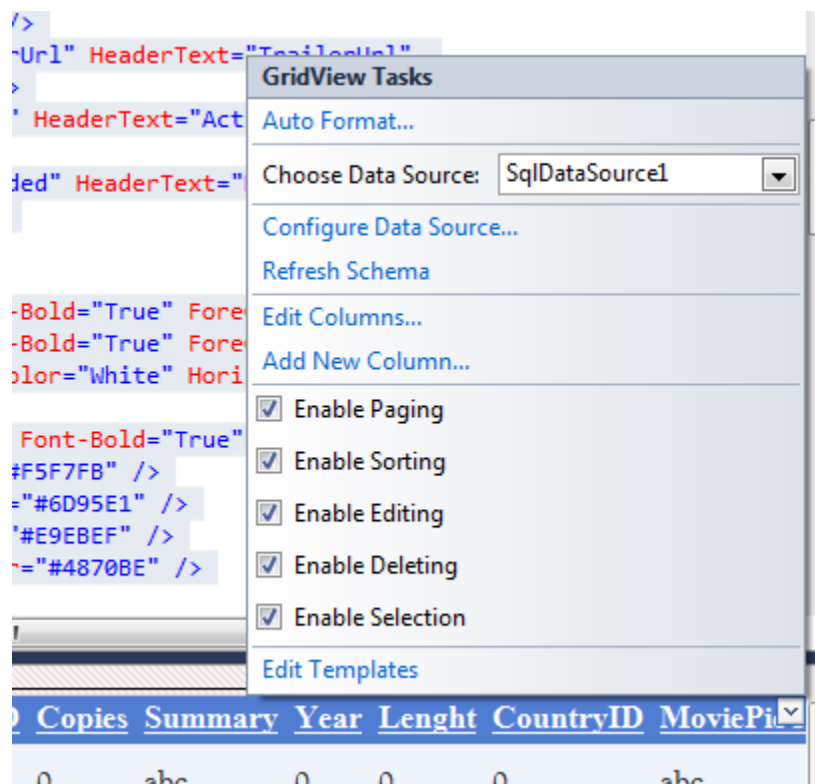 />
rUrl" HeaderText="TrailerUrl"
>
" HeaderText="Act
ded" HeaderText="
-Bold="True" Fore
-Bold="True" Fore
olor="White" Hori
Font-Bold="True"
#F5F7FB" />
="#6D95E1" />
"#E9EBEF" />
r="#4870BE" />
GridView Tasks
Auto Format...
Choose Data Source: SqlDataSource1
Configure Data Source...
Refresh Schema
Edit Columns...
Add New Column...
Enable Paging
Enable Sorting
Enable Editing
Enable Deleting
Enable Selection
Edit Templates
Copies Summary Year Lenght CountryID MoviePic
0 abc 0 0 0 abc